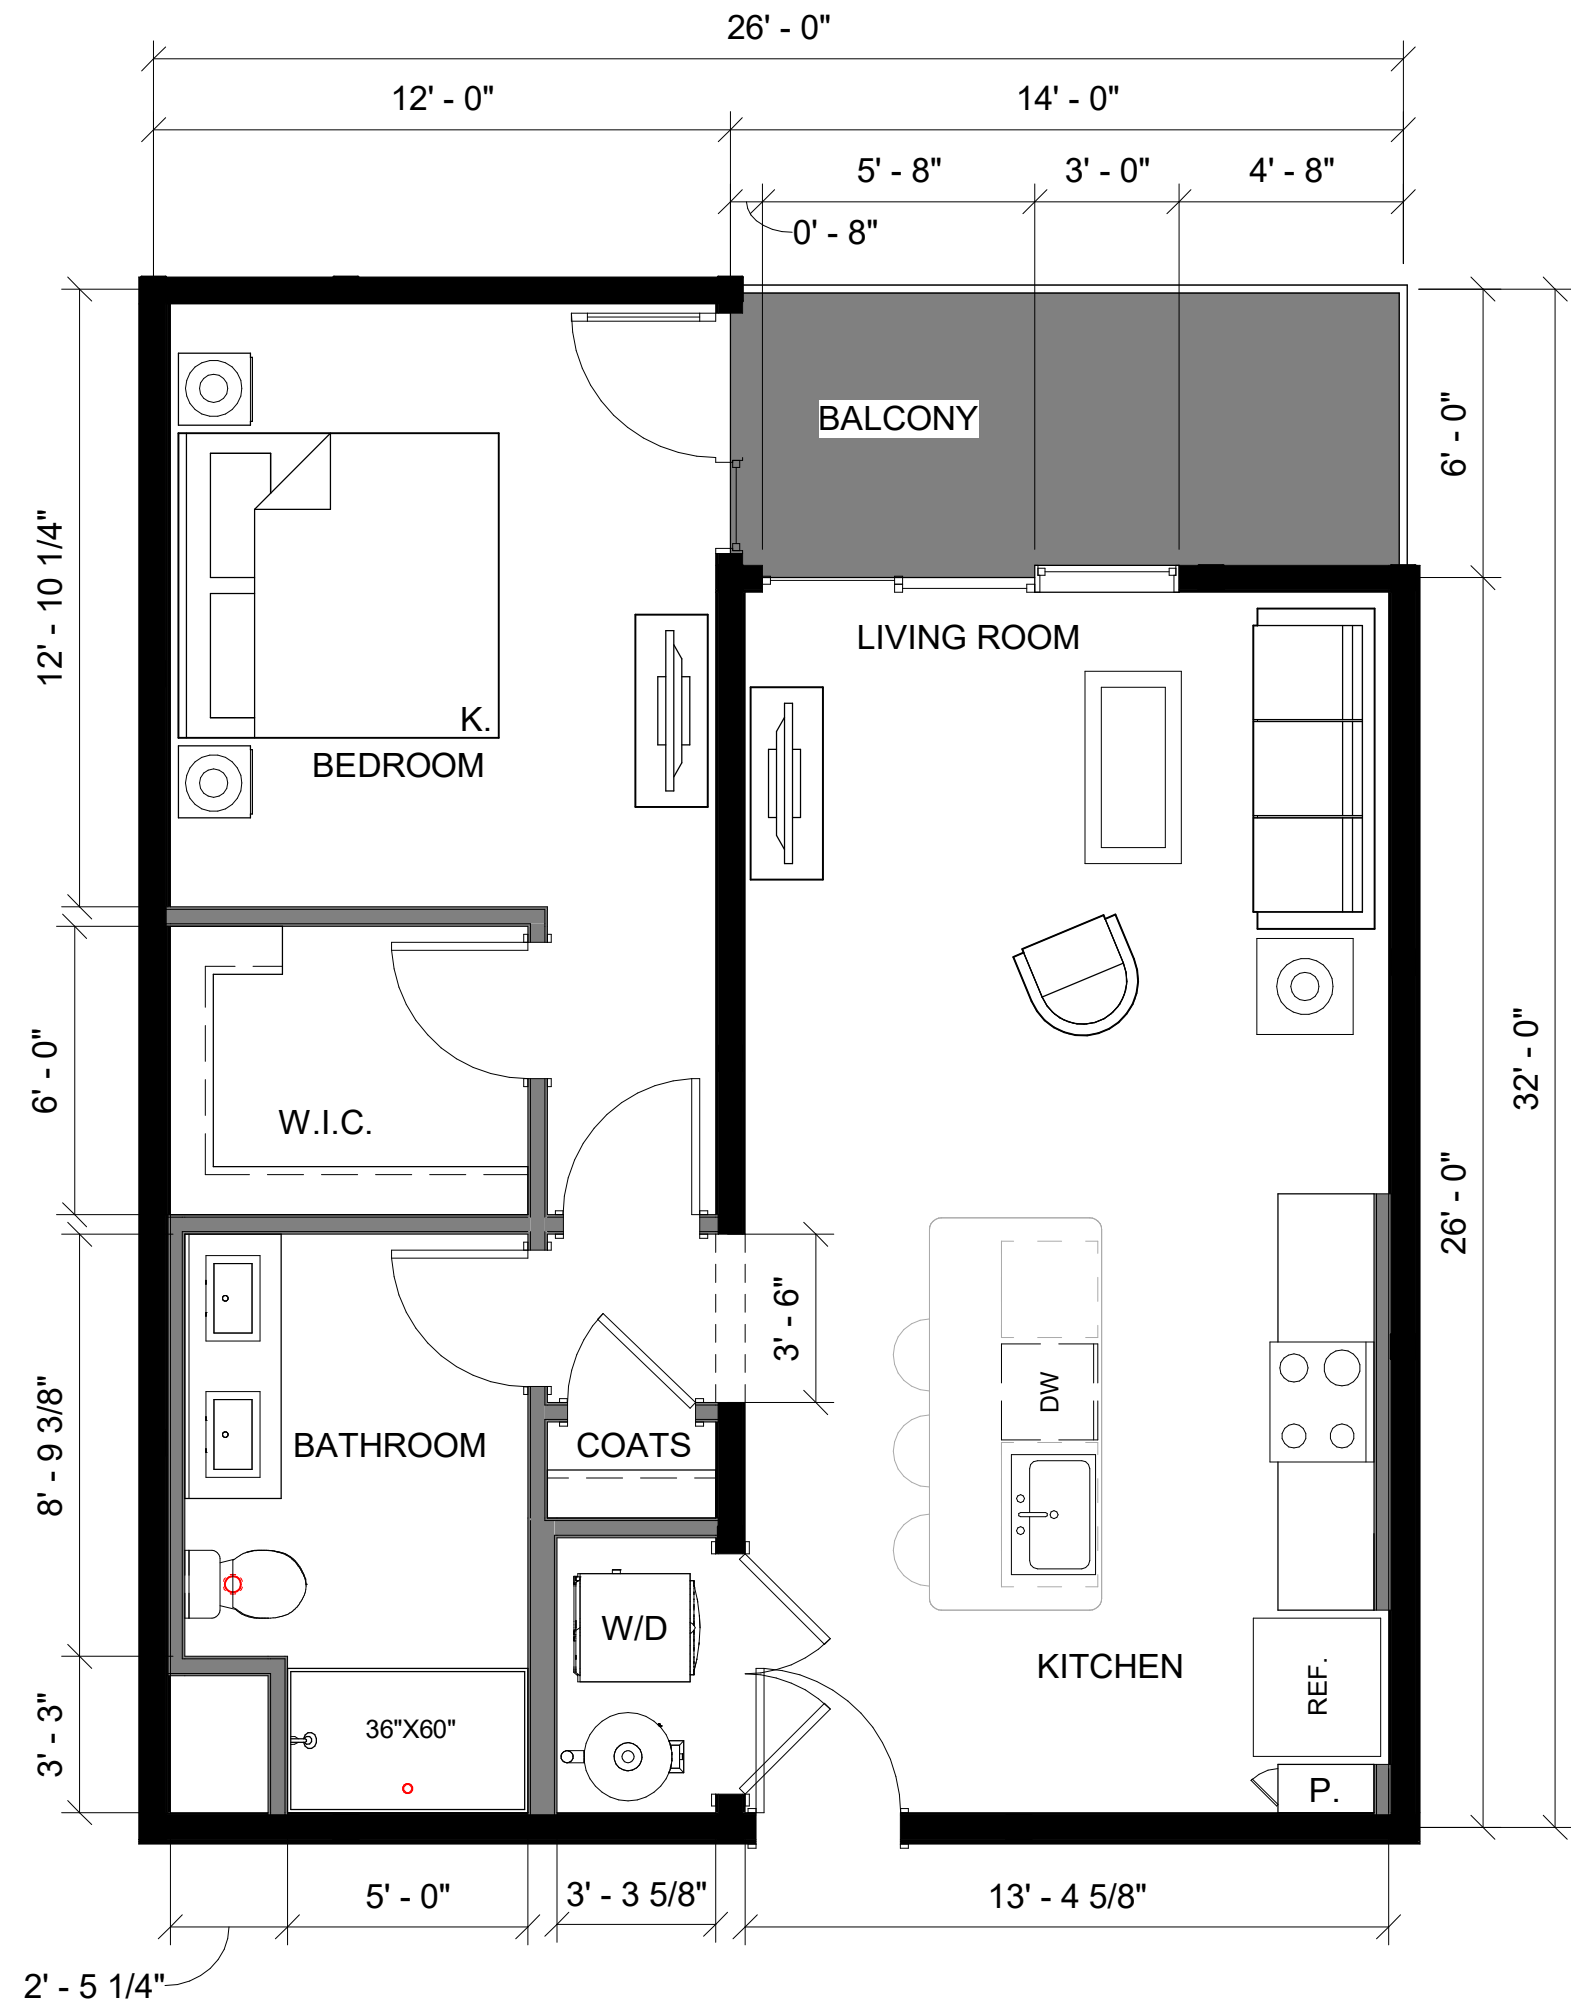 26' - 0"
12' - 0"
14' - 0"
5' - 8"
3' - 0"
4' - 8"
0' - 8"
BALCONY
6' - 0"
12' - 10 1/4"
LIVING ROOM
K.
BEDROOM
6' - 0"
W.I.C.
32' - 0"
26' - 0"
3' - 6"
DW
8' - 9 3/8"
BATHROOM
COATS
W/D
KITCHEN
REF.
3' - 3"
36"X60"
P.
5' - 0"
3' - 3 5/8"
13' - 4 5/8"
2' - 5 1/4"